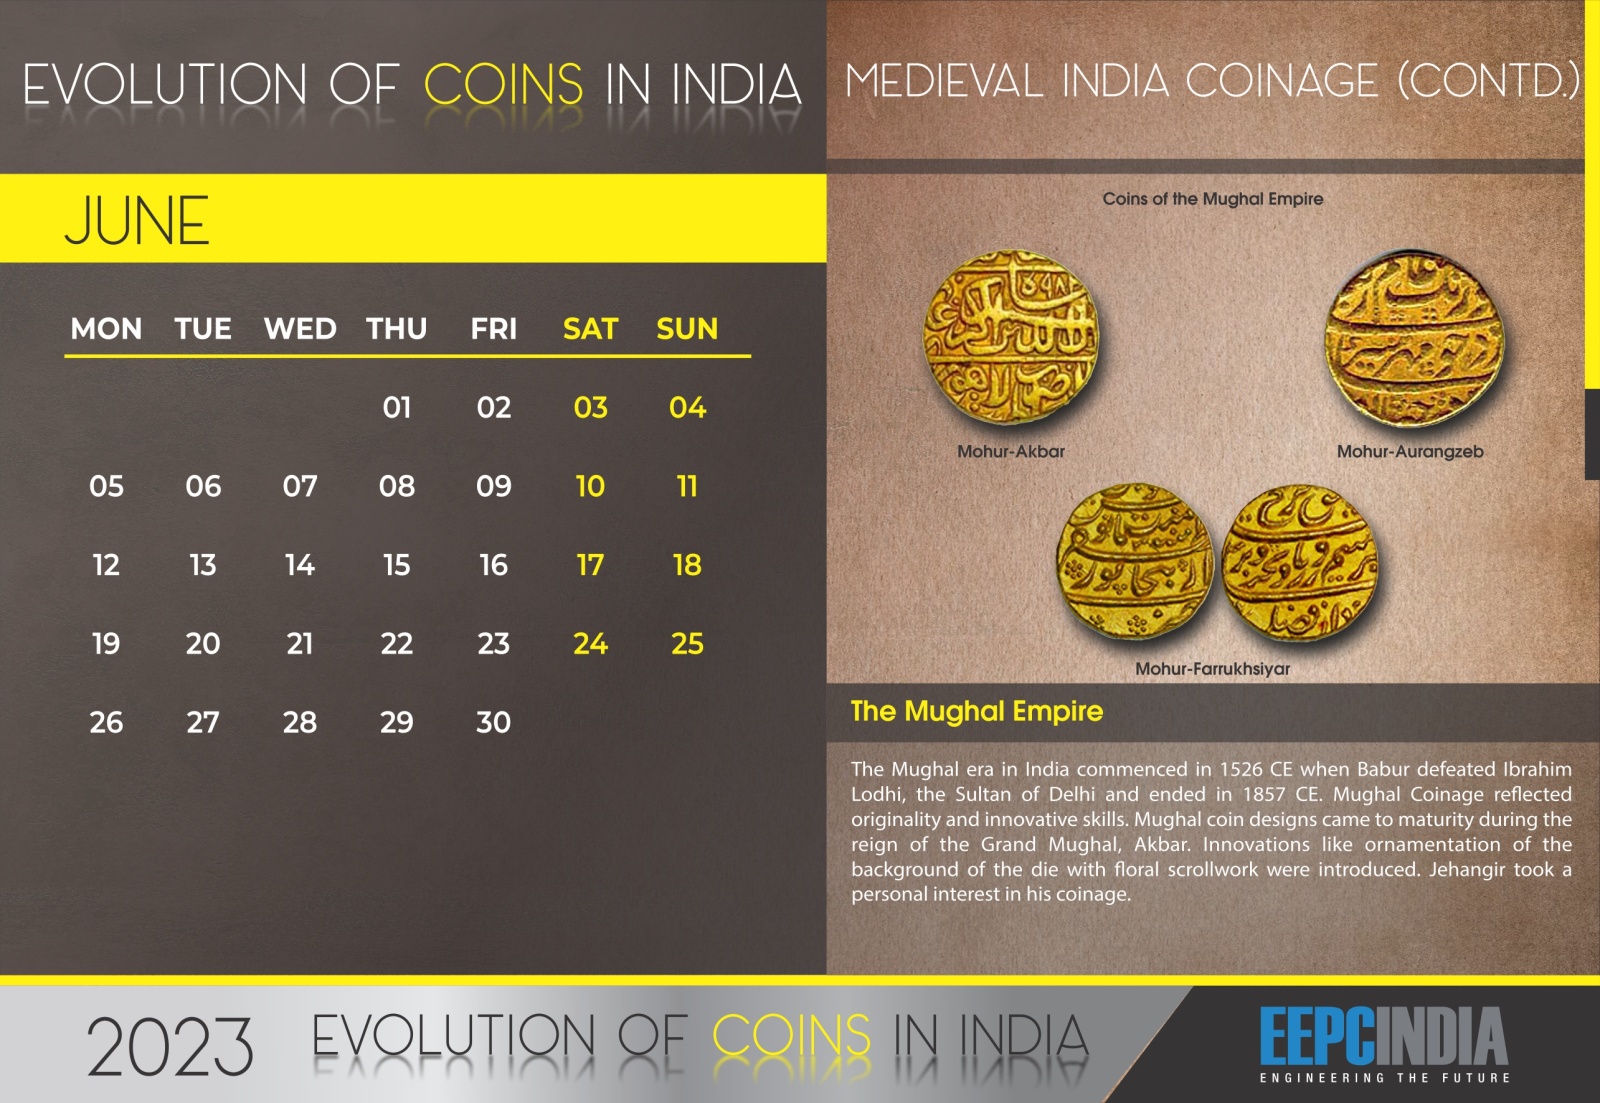 EVOLUTION OF COINS IN INDIA
JUNE
MON TUE WED THU FRI SAT SUN
01 02 03 04
05 06 07 08 09 10 11
12 13 14 15 16 17 18
19 20 21 22 23 24 25
26 27 28 29 30
MEDIEVAL INDIA COINAGE (CONTD.)
Coins of the Mughal Empire
Mohur-Akbar
Mohur-Aurangzeb
Mohur-Farrukhsiyar
The Mughal Empire
The Mughal era in India commenced in 1526 CE when Babur defeated Ibrahim
Lodhi, the Sultan of Delhi and ended in 1857 CE. Mughal Coinage reflected
originality and innovative skills. Mughal coin designs came to maturity during the
reign of the Grand Mughal, Akbar. Innovations like ornamentation of the
background of the die with floral scrollwork were introduced. Jehangir took a
personal interest in his coinage.
2023
EVOLUTION OF COINS IN INDIA
EEPCINDIA
ENGINEERING THE FUTURE